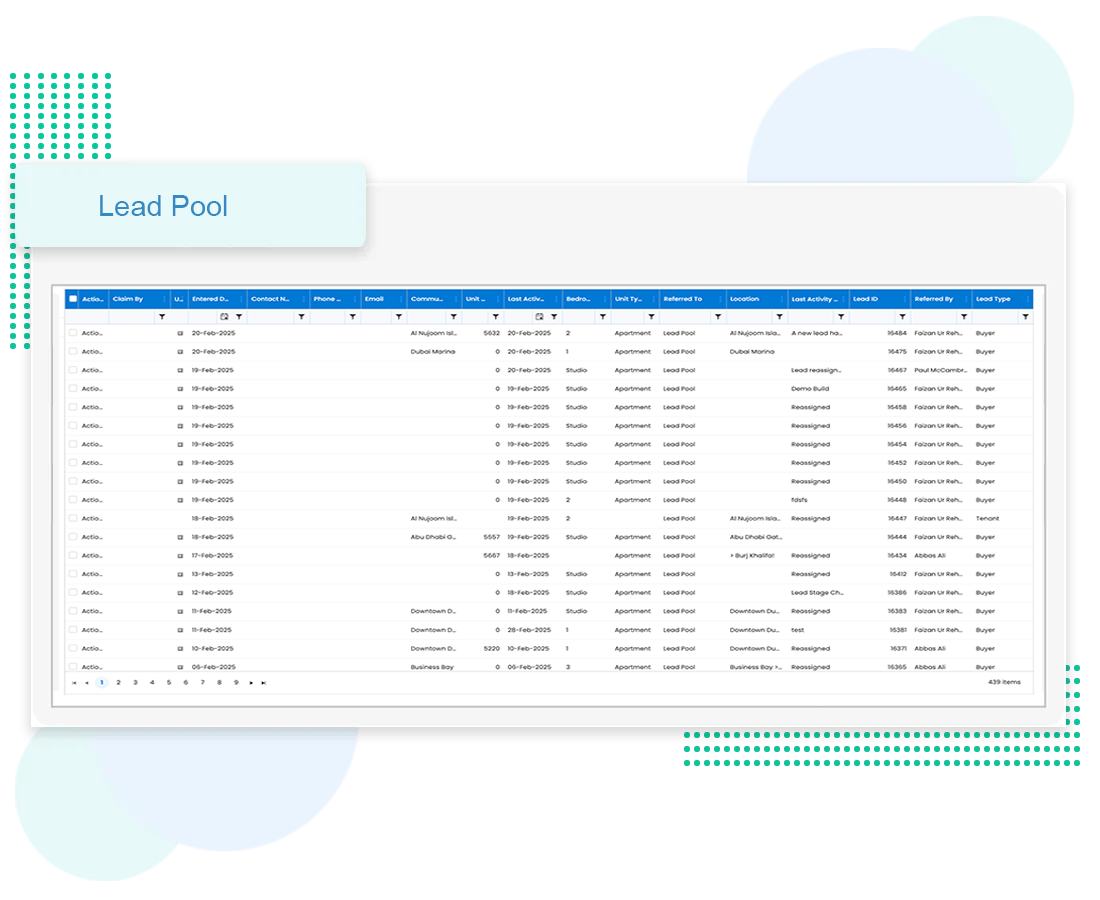 Lead Pool
Actio... Claim By U... Entered D... Contact N... Phone ... Email Commu... Unit ... Last Activ... Bedro... Unit Ty... Referred To Location Last Activity ... Lead ID Referred By Lead Type
Actio... 20-Feb-2025 Al Nujoom Isl... 5632 20-Feb-2025 2 Apartment Lead Pool Al Nujoom Isla... A new lead ha... 16484 Faizan Ur Reh... Buyer
Actio... 20-Feb-2025 Dubai Marina 0 20-Feb-2025 1 Apartment Lead Pool Dubai Marina 16475 Faizan Ur Reh... Buyer
Actio... 19-Feb-2025 0 20-Feb-2025 Studio Apartment Lead Pool Lead reassign... 16467 Paul McCambr... Buyer
Actio... 19-Feb-2025 0 19-Feb-2025 Studio Apartment Lead Pool Demo Build 16465 Faizan Ur Reh... Buyer
Actio... 19-Feb-2025 0 19-Feb-2025 Studio Apartment Lead Pool Reassigned 16458 Faizan Ur Reh... Buyer
Actio... 19-Feb-2025 0 19-Feb-2025 Studio Apartment Lead Pool Reassigned 16456 Faizan Ur Reh... Buyer
Actio... 19-Feb-2025 0 19-Feb-2025 Studio Apartment Lead Pool Reassigned 16454 Faizan Ur Reh... Buyer
Actio... 19-Feb-2025 0 19-Feb-2025 Studio Apartment Lead Pool Reassigned 16452 Faizan Ur Reh... Buyer
Actio... 19-Feb-2025 0 19-Feb-2025 Studio Apartment Lead Pool Reassigned 16450 Faizan Ur Reh... Buyer
Actio... 19-Feb-2025 0 19-Feb-2025 2 Apartment Lead Pool fdsfs 16448 Faizan Ur Reh... Buyer
Actio... 18-Feb-2025 Al Nujoom Isl... 19-Feb-2025 2 Lead Pool Al Nujoom Isla... Reassigned 16447 Faizan Ur Reh... Tenant
Actio... 18-Feb-2025 Abu Dhabi G... 5557 19-Feb-2025 Studio Apartment Lead Pool Abu Dhabi Gat... 16444 Faizan Ur Reh... Buyer
Actio... 17-Feb-2025 5667 18-Feb-2025 Apartment Lead Pool > Burj Khalifa! Reassigned 16434 Abbas Ali Buyer
Actio... 13-Feb-2025 0 13-Feb-2025 Studio Apartment Lead Pool Reassigned 16412 Faizan Ur Reh... Buyer
Actio... 12-Feb-2025 0 18-Feb-2025 Studio Apartment Lead Pool Lead Stage Ch... 16386 Faizan Ur Reh... Buyer
Actio... 11-Feb-2025 Downtown D... 0 11-Feb-2025 Studio Apartment Lead Pool Downtown Du... Reassigned 16383 Faizan Ur Reh... Buyer
Actio... 11-Feb-2025 Downtown D... 0 28-Feb-2025 1 Apartment Lead Pool Downtown Du... test 16381 Faizan Ur Reh... Buyer
Actio... 10-Feb-2025 Downtown D... 5220 10-Feb-2025 1 Apartment Lead Pool Downtown Du... Reassigned 16371 Abbas Ali Buyer
Actio... 06-Feb-2025 Business Bay 0 06-Feb-2025 3 Apartment Lead Pool Business Bay >... Reassigned 16365 Abbas Ali Buyer
1 2 3 4 5 6 7 8 9 439 items